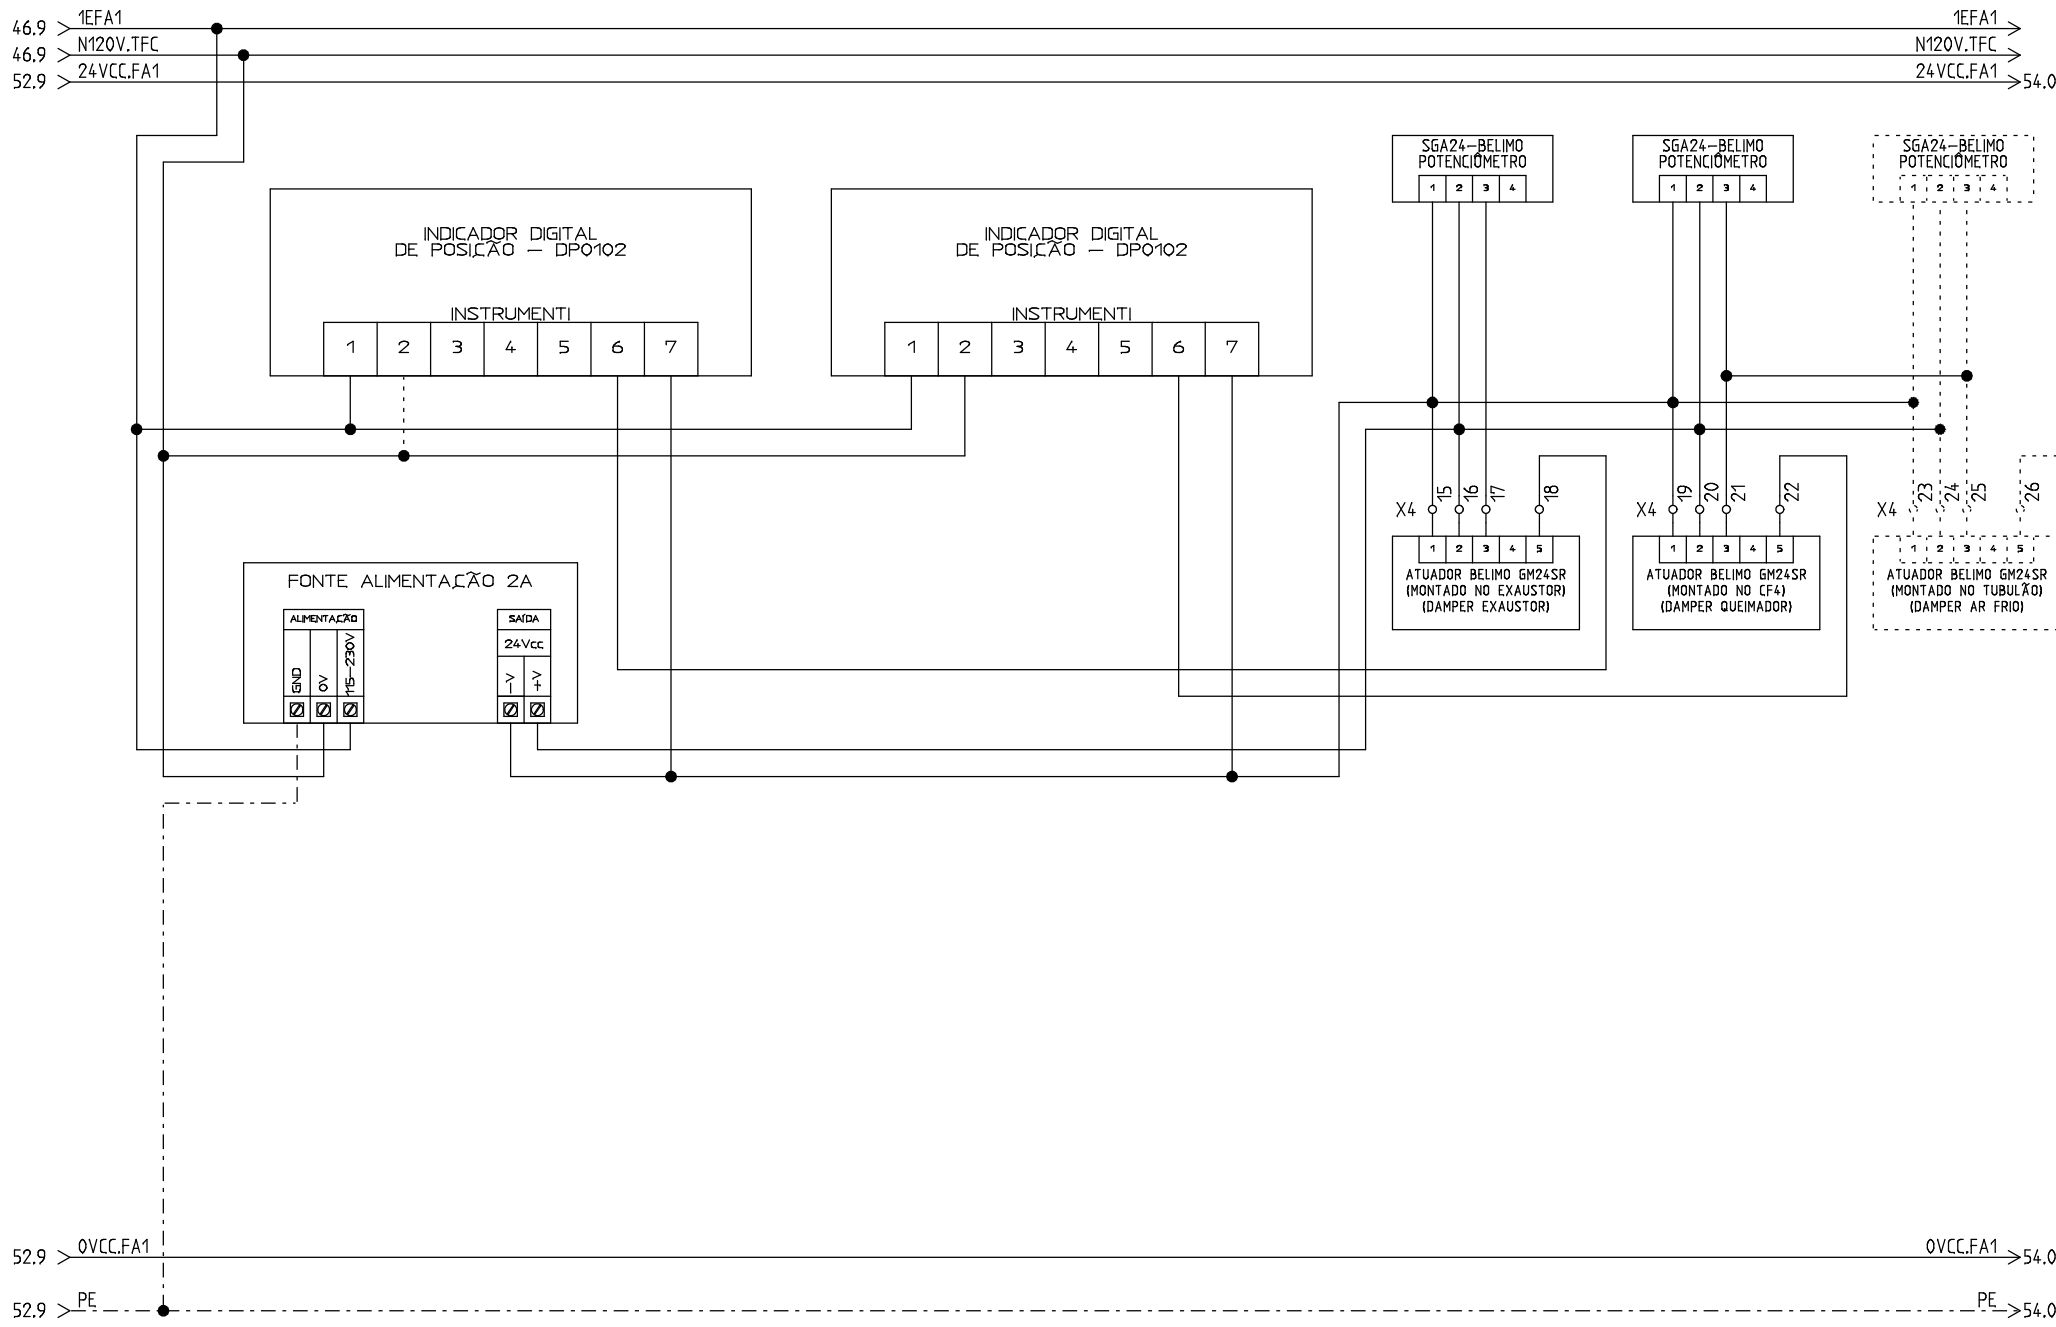 46.9 1EFA1 1EFA1
46.9 N120V.TFC N120V.TFC
52.9 24VCC.FA1 24VCC.FA1 54.0
SGA24-BELIMO
POTENCIÔMETRO
1 2 3 4
SGA24-BELIMO
POTENCIÔMETRO
1 2 3 4
SGA24-BELIMO
POTENCIÔMETRO
1 2 3 4
INDICADOR DIGITAL
DE POSIÇÃO - DP0102
INSTRUMENTI
1 2 3 4 5 6 7
INDICADOR DIGITAL
DE POSIÇÃO - DP0102
INSTRUMENTI
1 2 3 4 5 6 7
X4 15 16 17 18
1 2 3 4 5
ATUADOR BELIMO GM24SR
(MONTADO NO EXAUSTOR)
(DAMPER EXAUSTOR)
X4 19 20 21 22
1 2 3 4 5
ATUADOR BELIMO GM24SR
(MONTADO NO CF4)
(DAMPER QUEIMADOR)
X4 23 24 25 26
1 2 3 4 5
ATUADOR BELIMO GM24SR
(MONTADO NO TUBULÃO)
(DAMPER AR FRIO)
FONTE ALIMENTAÇÃO 2A
ALIMENTAÇÃO
GND
0V
115-230V
SAÍDA
24Vcc
-V
+V
52.9 0VCC.FA1 0VCC.FA1 54.0
52.9 PE PE 54.0